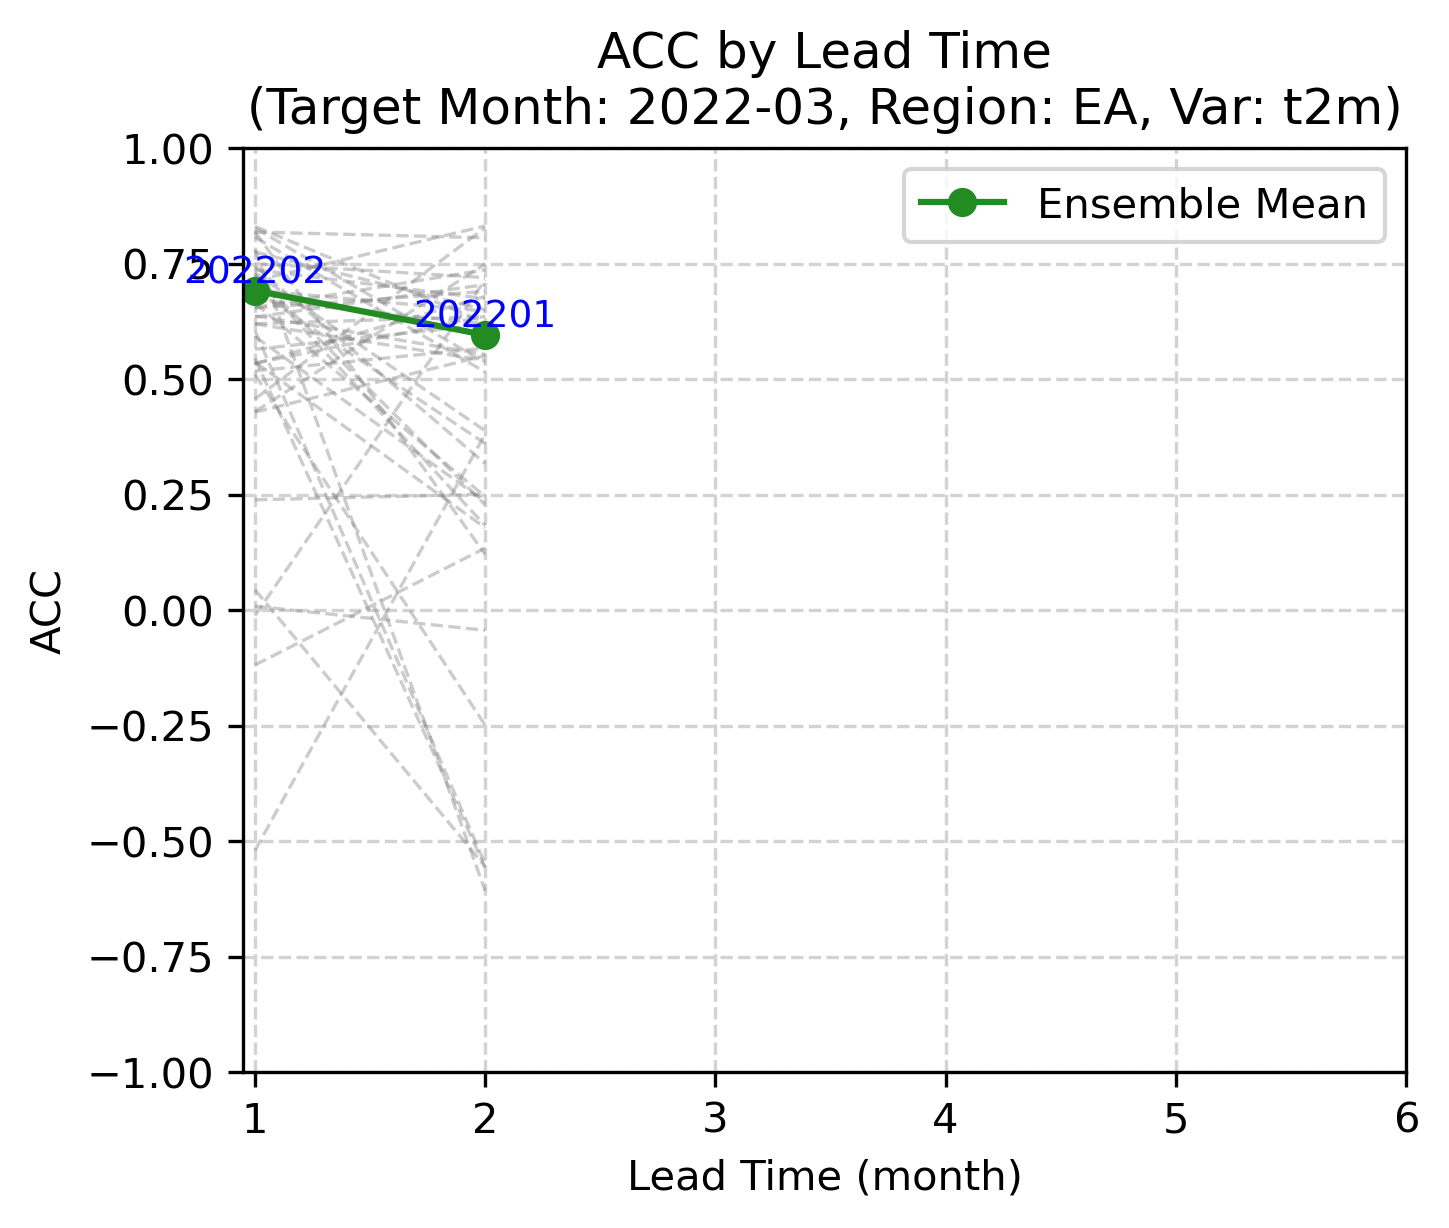 ACC by Lead Time
(Target Month: 2022-03, Region: EA, Var: t2m)
1.00
Ensemble Mean
0.75
202202
202201
0.50
0.25
0.00
ACC
−0.25
−0.50
−0.75
−1.00
1 2 3 4 5 6
Lead Time (month)